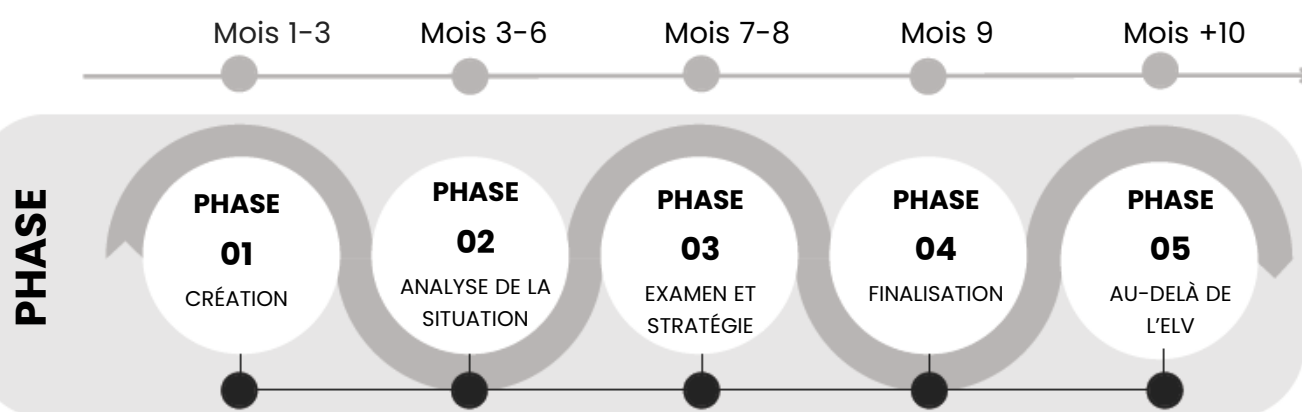 Mois 1-3
Mois 3-6
Mois 7-8
Mois 9
Mois +10
PHASE
PHASE
01
CRÉATION
PHASE
02
ANALYSE DE LA
SITUATION
PHASE
03
EXAMEN ET
STRATÉGIE
PHASE
04
FINALISATION
PHASE
05
AU-DELÀ DE
L'ELV